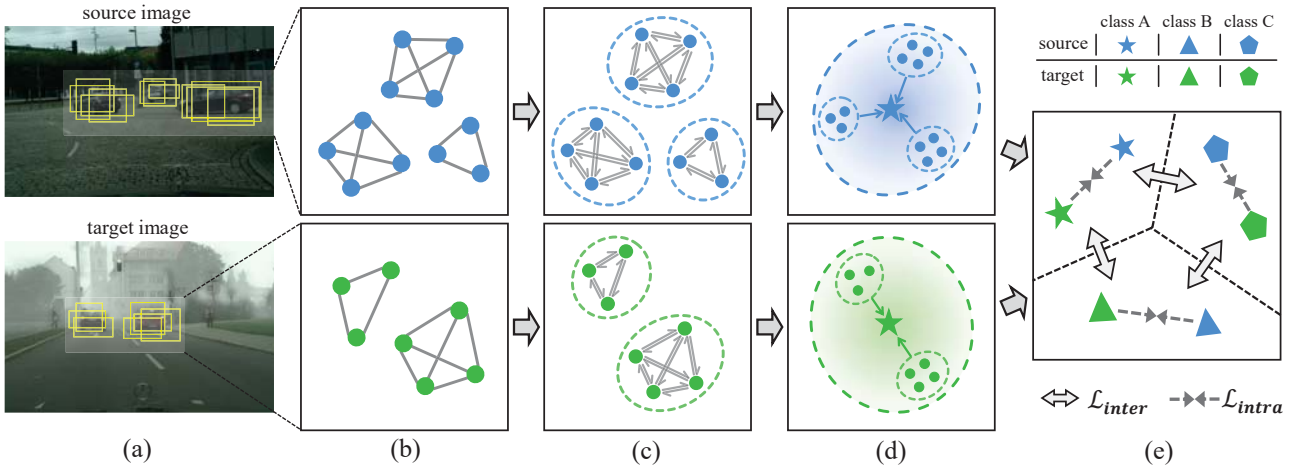 source image
class A class B class C
source
target
target image
ℒinter ℒintra
(a) (b) (c) (d) (e)